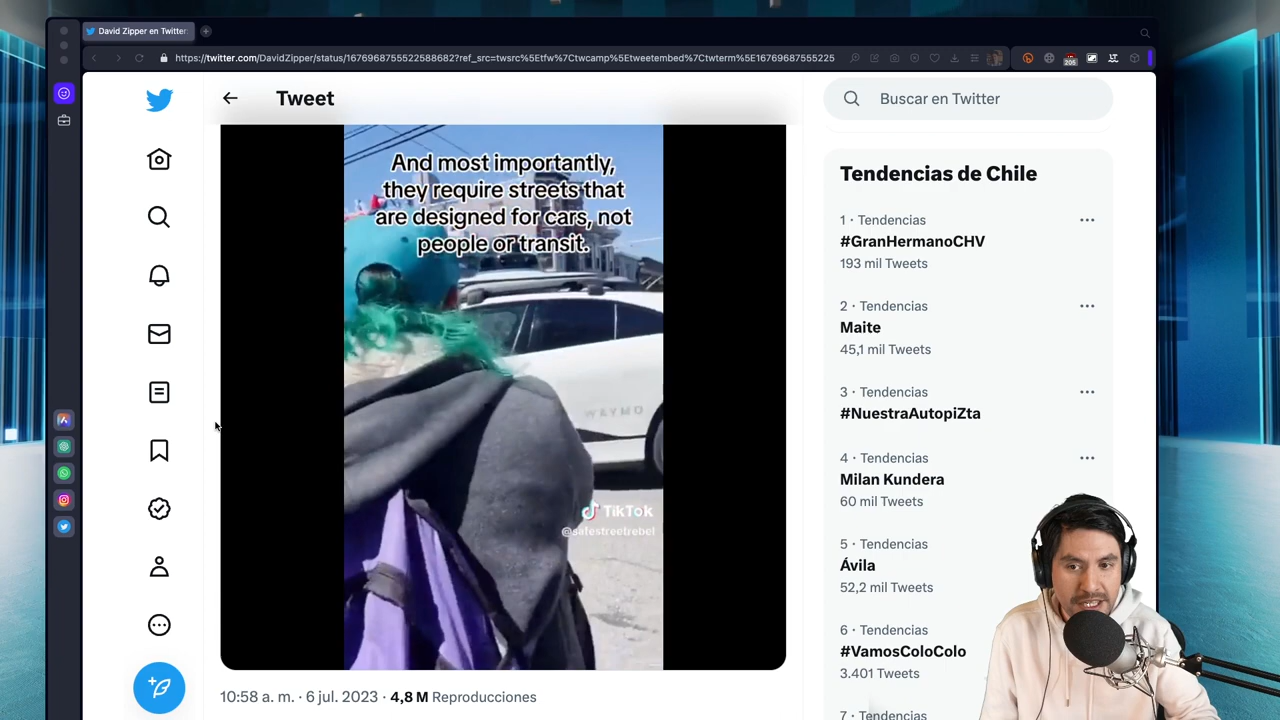 David Zipper en Twitter:
https://twitter.com/DavidZipper/status/1676968755522588682?ref_src=twsrc%5Etfw%7Ctwcamp%5Etweetembed%7Ctwterm%5E16769687555225
205
Tweet
Buscar en Twitter
And most importantly,
they require streets that
are designed for cars, not
people or transit.
WAYMO
TikTok
@safestreetrebel
10:58 a. m. · 6 jul. 2023 · 4,8 M Reproducciones
Tendencias de Chile
1 · Tendencias
#GranHermanoCHV
193 mil Tweets
2 · Tendencias
Maite
45,1 mil Tweets
3 · Tendencias
#NuestraAutopiZta
4 · Tendencias
Milan Kundera
60 mil Tweets
5 · Tendencias
Ávila
52,2 mil Tweets
6 · Tendencias
#VamosColoColo
3.401 Tweets
7 · Tendencias